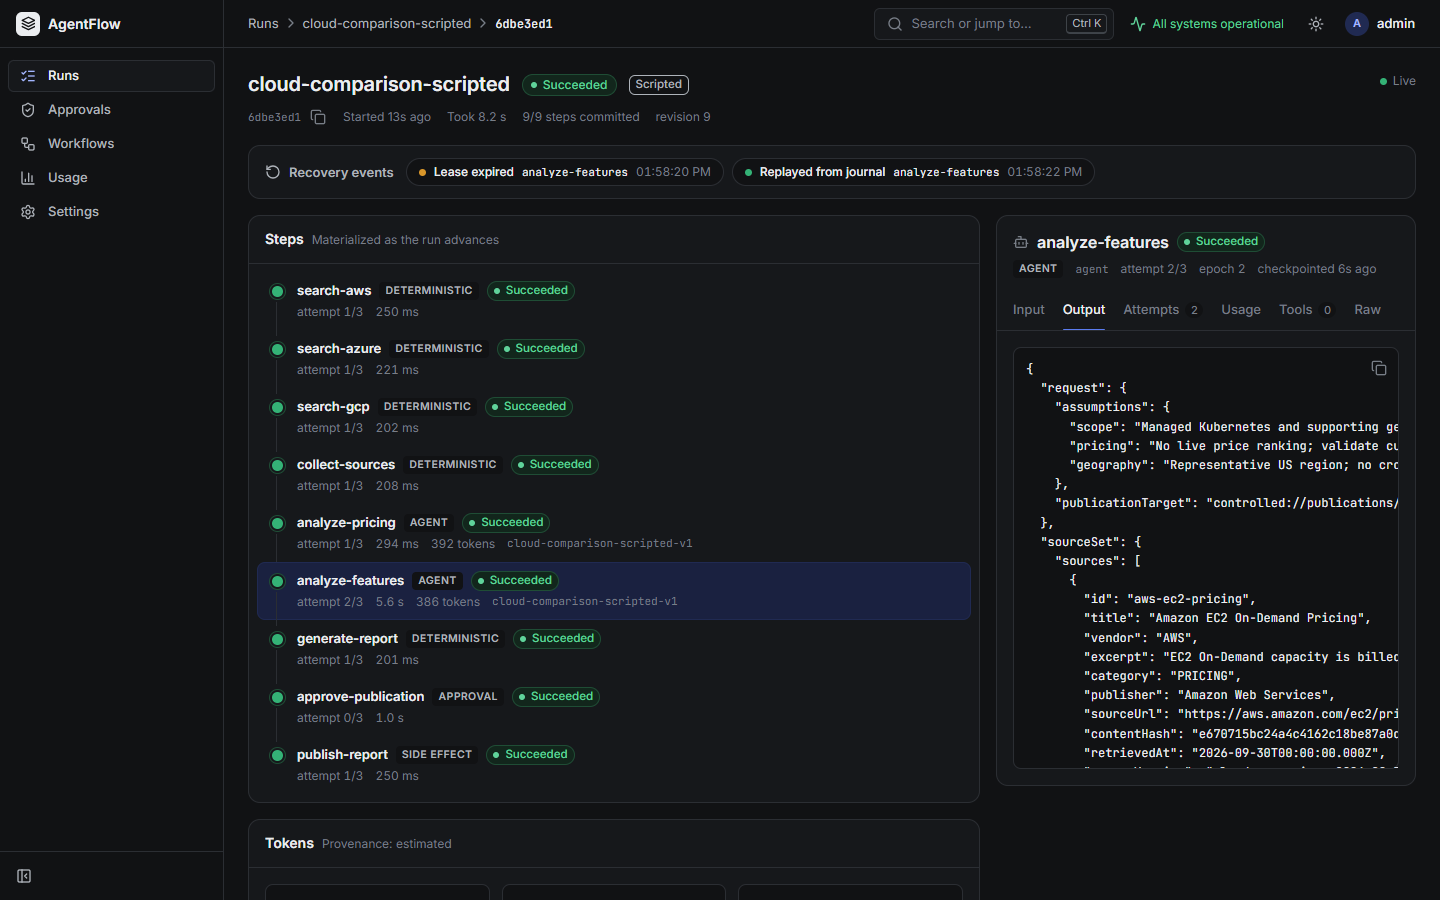 AgentFlow
Runs
Approvals
Workflows
Usage
Settings
Runs > cloud-comparison-scripted > 6dbe3ed1
Search or jump to... Ctrl K
All systems operational
A admin
cloud-comparison-scripted Succeeded Scripted
Live
6dbe3ed1 Started 13s ago Took 8.2 s 9/9 steps committed revision 9
Recovery events Lease expired analyze-features 01:58:20 PM Replayed from journal analyze-features 01:58:22 PM
Steps Materialized as the run advances
search-aws DETERMINISTIC Succeeded
attempt 1/3 250 ms
search-azure DETERMINISTIC Succeeded
attempt 1/3 221 ms
search-gcp DETERMINISTIC Succeeded
attempt 1/3 202 ms
collect-sources DETERMINISTIC Succeeded
attempt 1/3 208 ms
analyze-pricing AGENT Succeeded
attempt 1/3 294 ms 392 tokens cloud-comparison-scripted-v1
analyze-features AGENT Succeeded
attempt 2/3 5.6 s 386 tokens cloud-comparison-scripted-v1
generate-report DETERMINISTIC Succeeded
attempt 1/3 201 ms
approve-publication APPROVAL Succeeded
attempt 0/3 1.0 s
publish-report SIDE EFFECT Succeeded
attempt 1/3 250 ms
Tokens Provenance: estimated
analyze-features Succeeded
AGENT agent attempt 2/3 epoch 2 checkpointed 6s ago
Input Output Attempts 2 Usage Tools 0 Raw
{
"request": {
"assumptions": {
"scope": "Managed Kubernetes and supporting ge
"pricing": "No live price ranking; validate cu
"geography": "Representative US region; no cro
},
"publicationTarget": "controlled://publications/
},
"sourceSet": {
"sources": [
{
"id": "aws-ec2-pricing",
"title": "Amazon EC2 On-Demand Pricing",
"vendor": "AWS",
"excerpt": "EC2 On-Demand capacity is billed
"category": "PRICING",
"publisher": "Amazon Web Services",
"sourceUrl": "https://aws.amazon.com/ec2/pri
"contentHash": "e670715bc24a4c4162c18be87a0c
"retrievedAt": "2026-09-30T00:00:00.000Z",